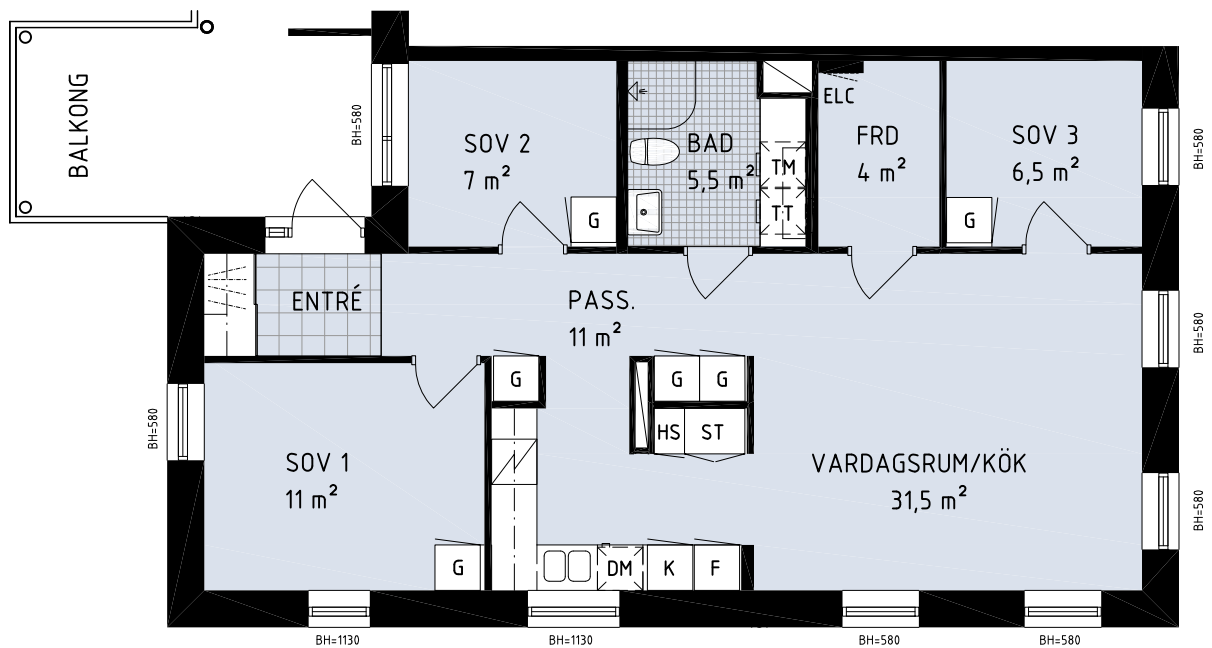 BALKONG
BH=580
SOV 2
7 m²
G
BAD
5,5 m²
TM
TT
ELC
FRD
4 m²
SOV 3
6,5 m²
G
BH=580
ENTRÉ
PASS.
11 m²
BH=580
G
G
G
HS
ST
BH=580
SOV 1
11 m²
G
VARDAGSRUM/KÖK
31,5 m²
BH=580
DM
K
F
BH=1130
BH=1130
BH=580
BH=580